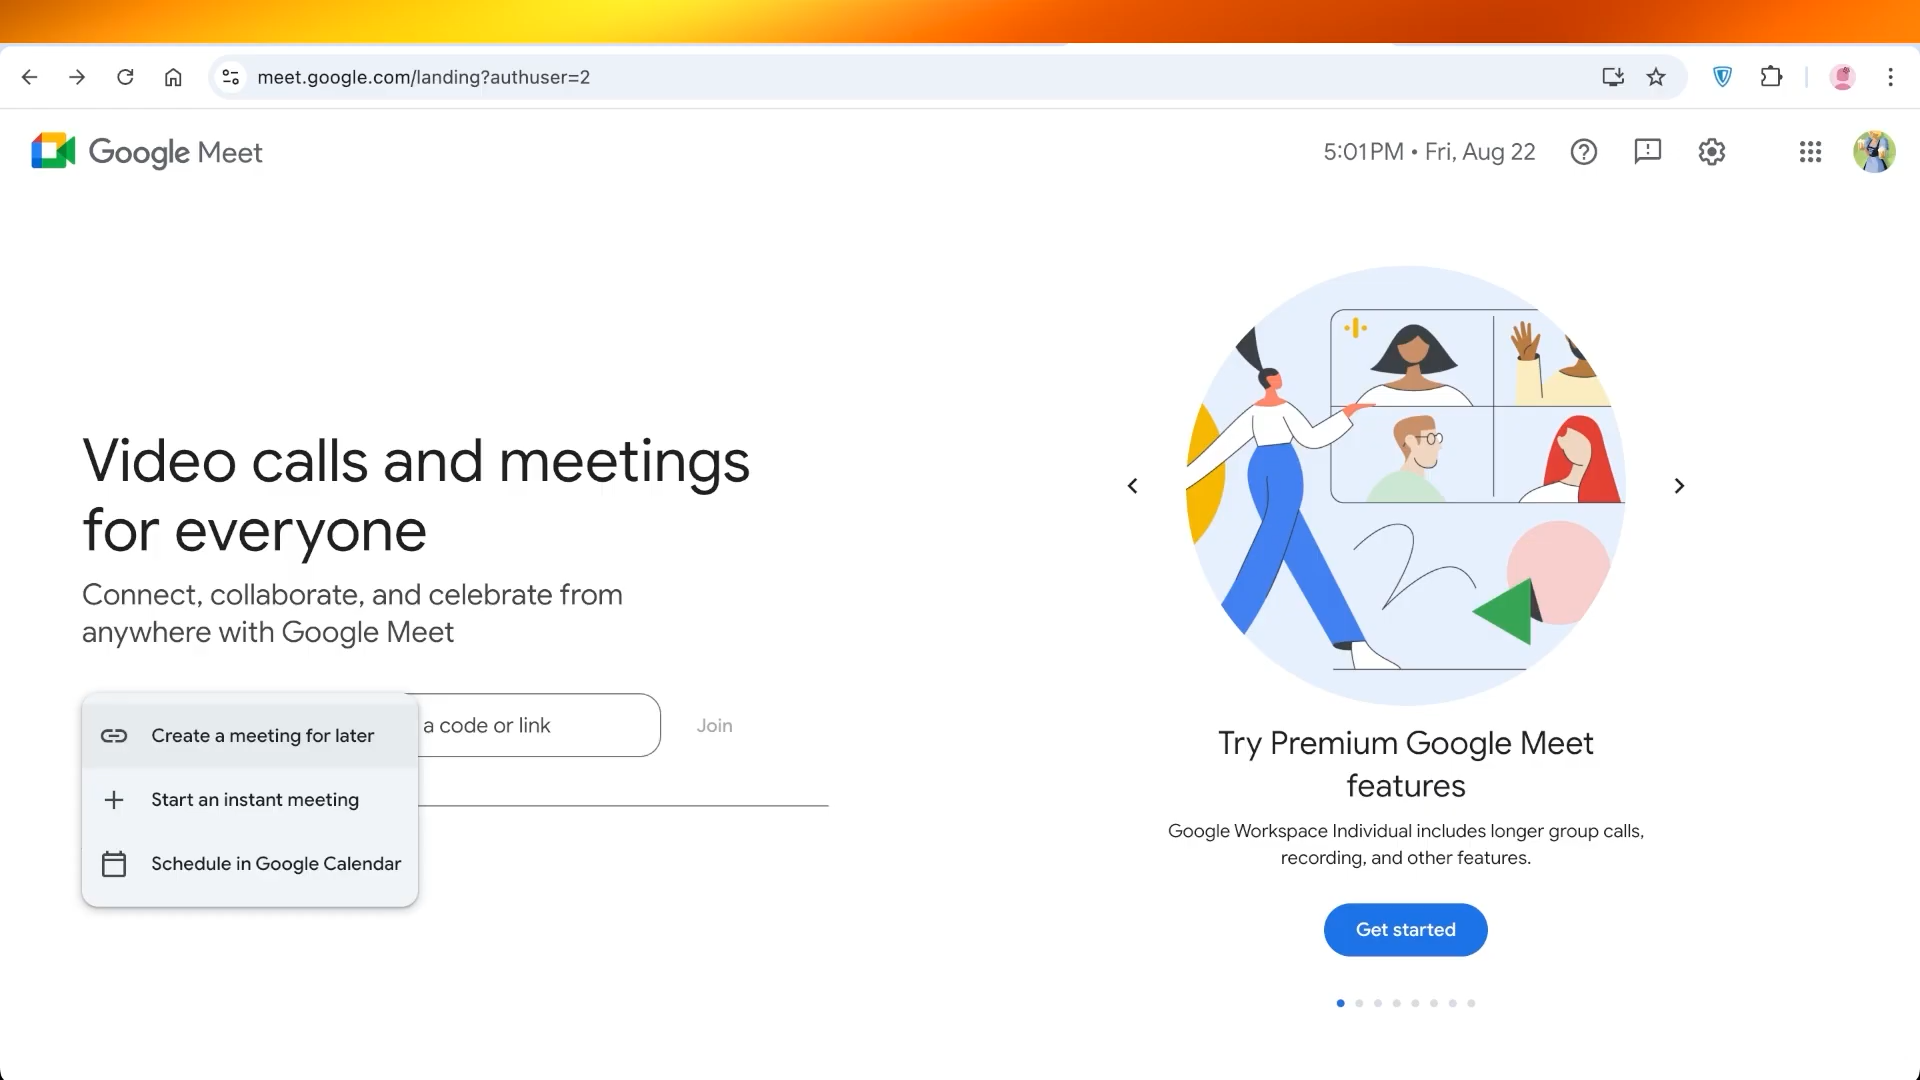 meet.google.com/landing?authuser=2
Google Meet
5:01 PM • Fri, Aug 22
Video calls and meetings
for everyone
Connect, collaborate, and celebrate from
anywhere with Google Meet
a code or link
Join
Create a meeting for later
Start an instant meeting
Schedule in Google Calendar
Try Premium Google Meet
features
Google Workspace Individual includes longer group calls,
recording, and other features.
Get started